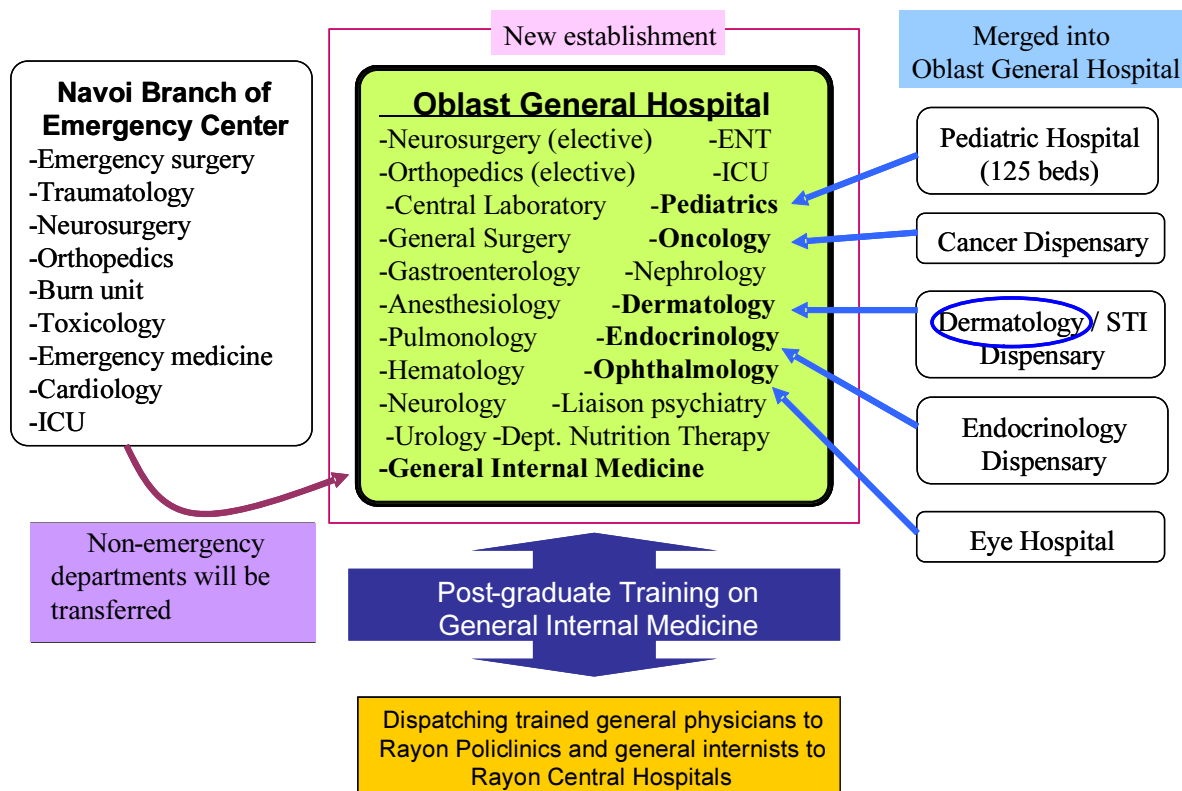 New establishment
Merged into
Oblast General Hospital
Navoi Branch of
Emergency Center
-Emergency surgery
-Traumatology
-Neurosurgery
-Orthopedics
-Burn unit
-Toxicology
-Emergency medicine
-Cardiology
-ICU
Oblast General Hospital
-Neurosurgery (elective) -ENT
-Orthopedics (elective) -ICU
-Central Laboratory -Pediatrics
-General Surgery -Oncology
-Gastroenterology -Nephrology
-Anesthesiology -Dermatology
-Pulmonology -Endocrinology
-Hematology -Ophthalmology
-Neurology -Liaison psychiatry
-Urology -Dept. Nutrition Therapy
-General Internal Medicine
Pediatric Hospital
(125 beds)
Cancer Dispensary
Dermatology / STI
Dispensary
Endocrinology
Dispensary
Eye Hospital
Non-emergency
departments will be
transferred
Post-graduate Training on
General Internal Medicine
Dispatching trained general physicians to
Rayon Policlinics and general internists to
Rayon Central Hospitals